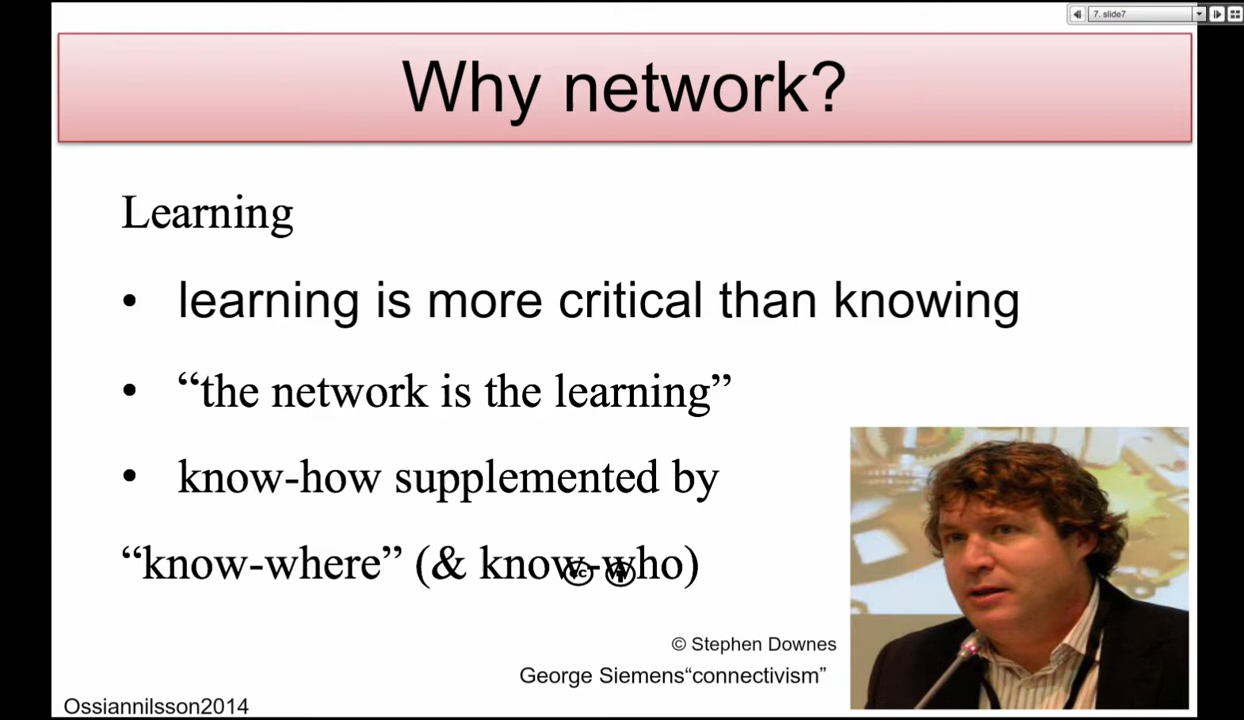 7. slide7
Why network?
Learning
• learning is more critical than knowing
• “the network is the learning”
• know-how supplemented by
“know-where” (& know-who)
© Stephen Downes
George Siemens“connectivism”
Ossiannilsson2014